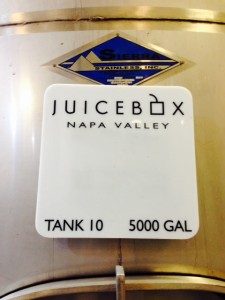 STAINLESS, INC.
JUICEBOX
NAPA VALLEY
TANK 10 5000 GAL